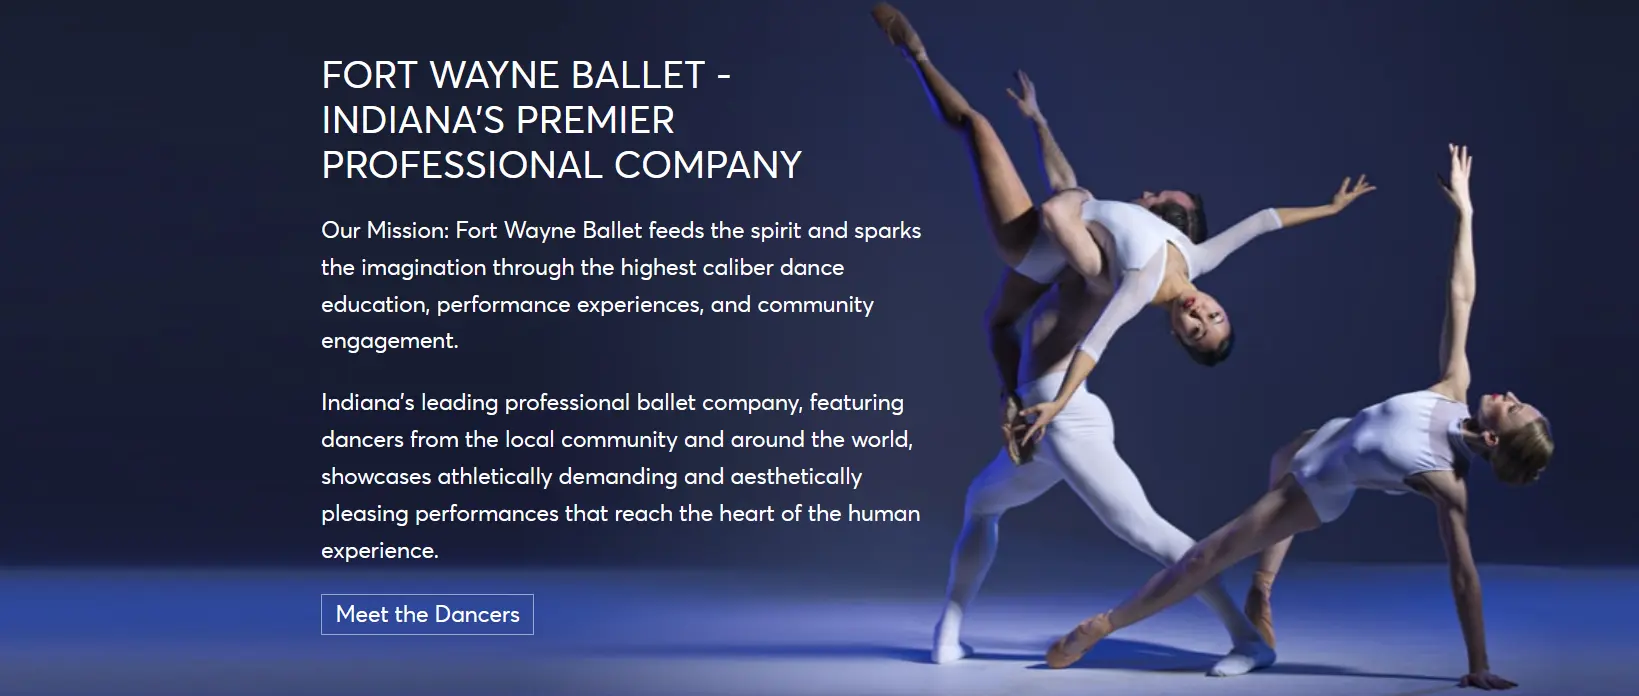 FORT WAYNE BALLET -
INDIANA'S PREMIER
PROFESSIONAL COMPANY
Our Mission: Fort Wayne Ballet feeds the spirit and sparks
the imagination through the highest caliber dance
education, performance experiences, and community
engagement.
Indiana's leading professional ballet company, featuring
dancers from the local community and around the world,
showcases athletically demanding and aesthetically
pleasing performances that reach the heart of the human
experience.
Meet the Dancers